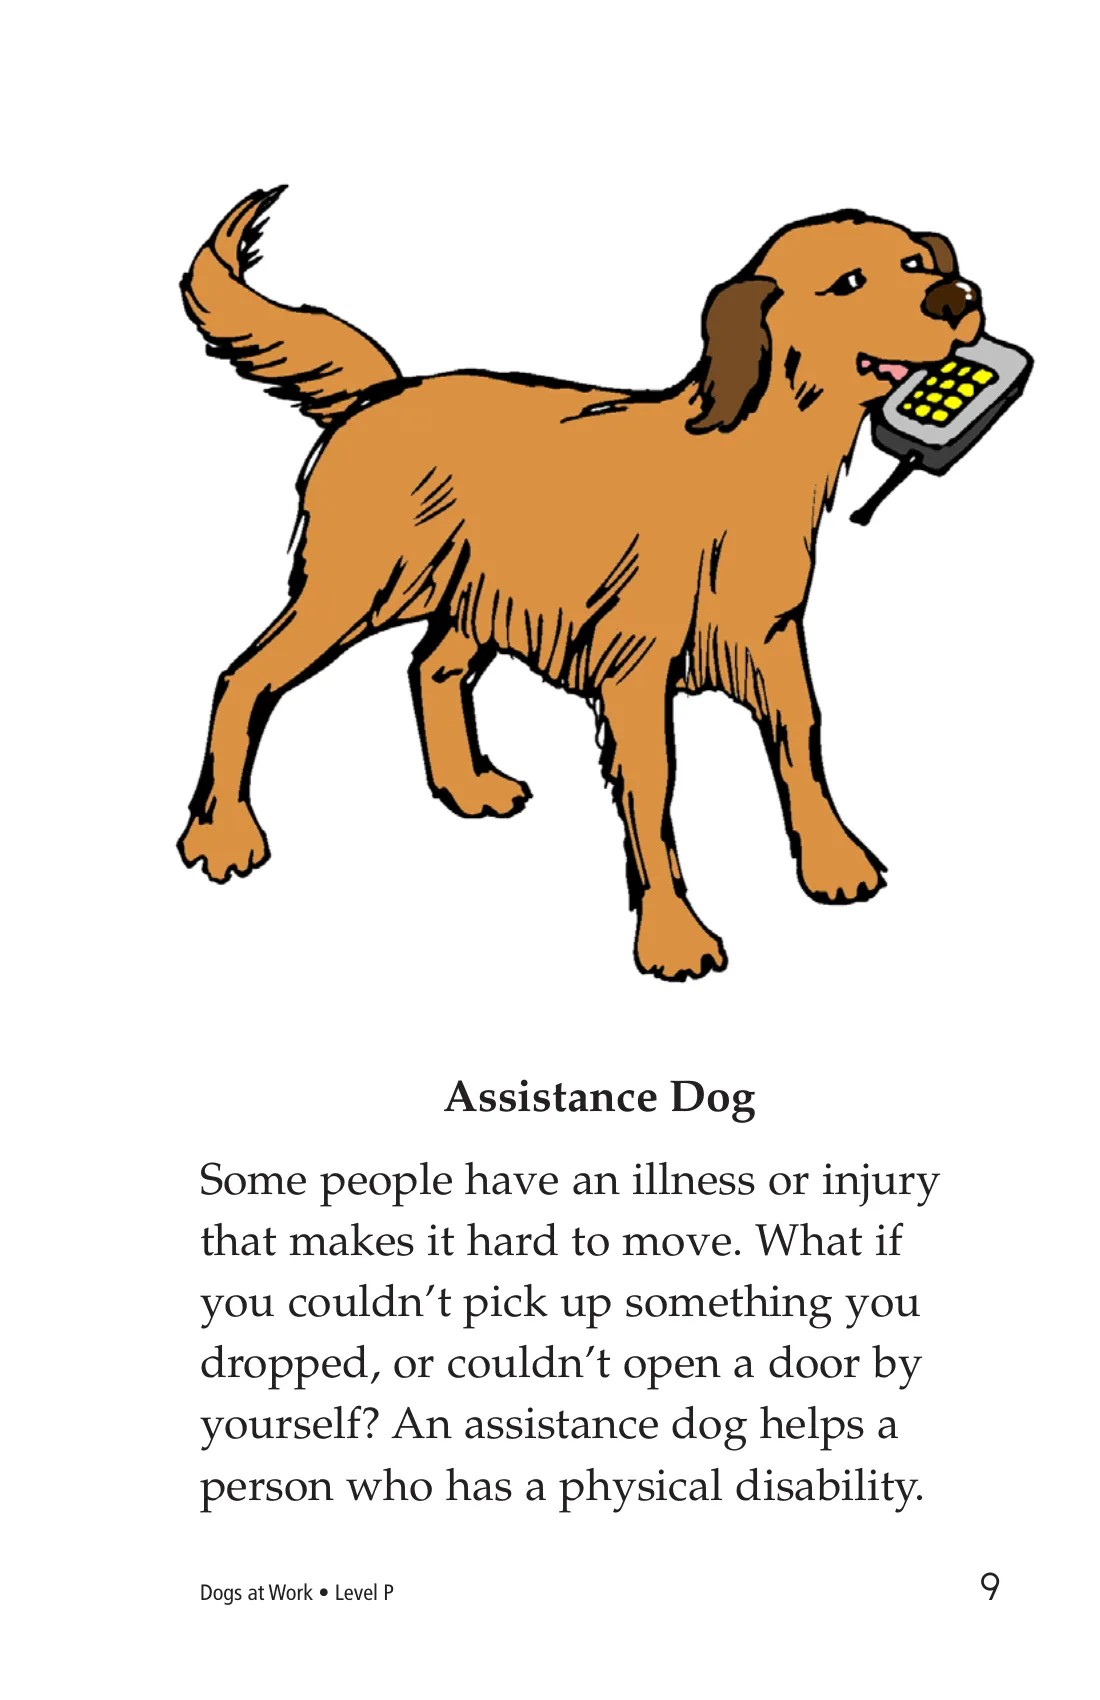 Assistance Dog
Some people have an illness or injury
that makes it hard to move. What if
you couldn’t pick up something you
dropped, or couldn’t open a door by
yourself? An assistance dog helps a
person who has a physical disability.
Dogs at Work • Level P
9